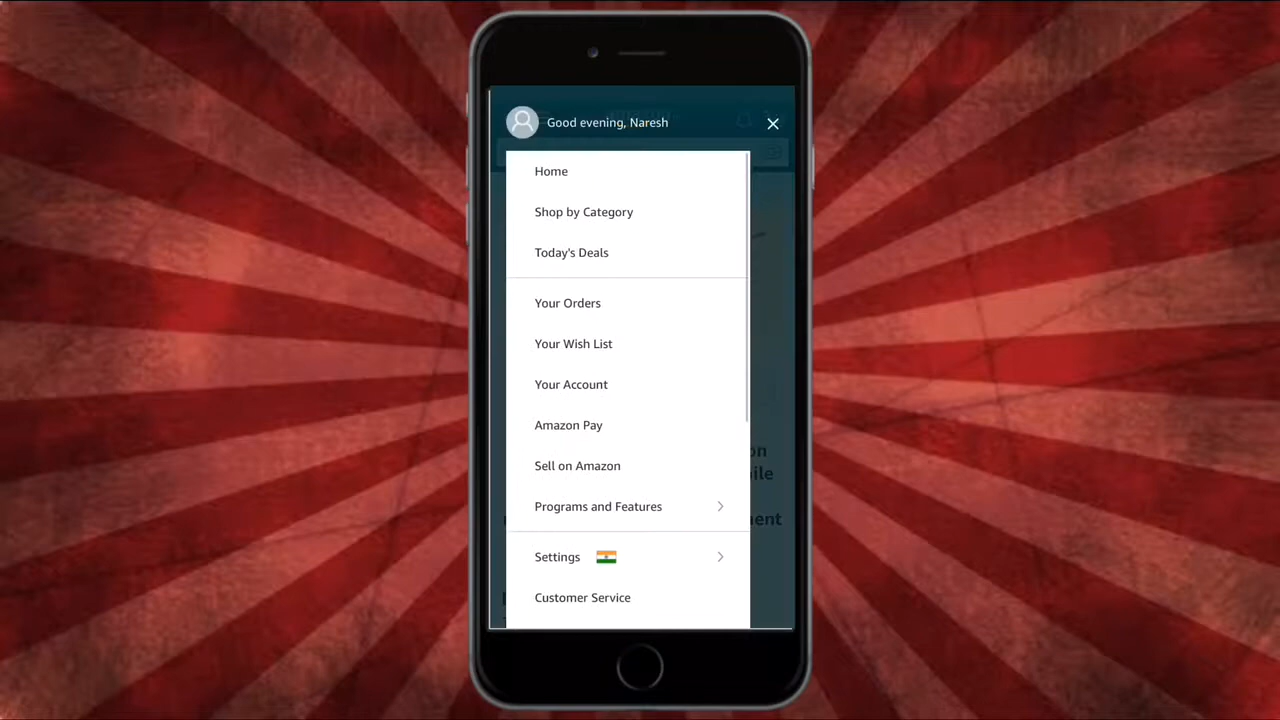 Good evening, Naresh
Home
Shop by Category
Today's Deals
Your Orders
Your Wish List
Your Account
Amazon Pay
Sell on Amazon
Programs and Features
Settings
Customer Service